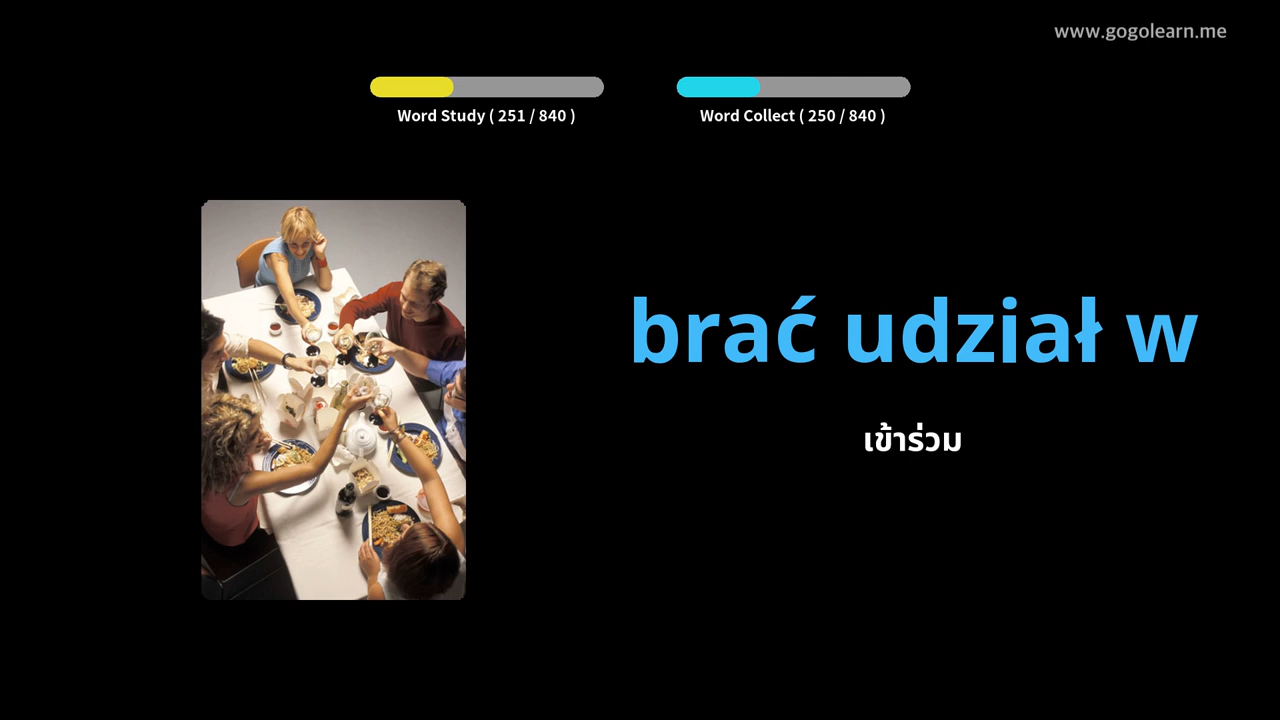 www.gogolearn.me
Word Study ( 251 / 840 )
Word Collect ( 250 / 840 )
brać udział w
เข้าร่วม